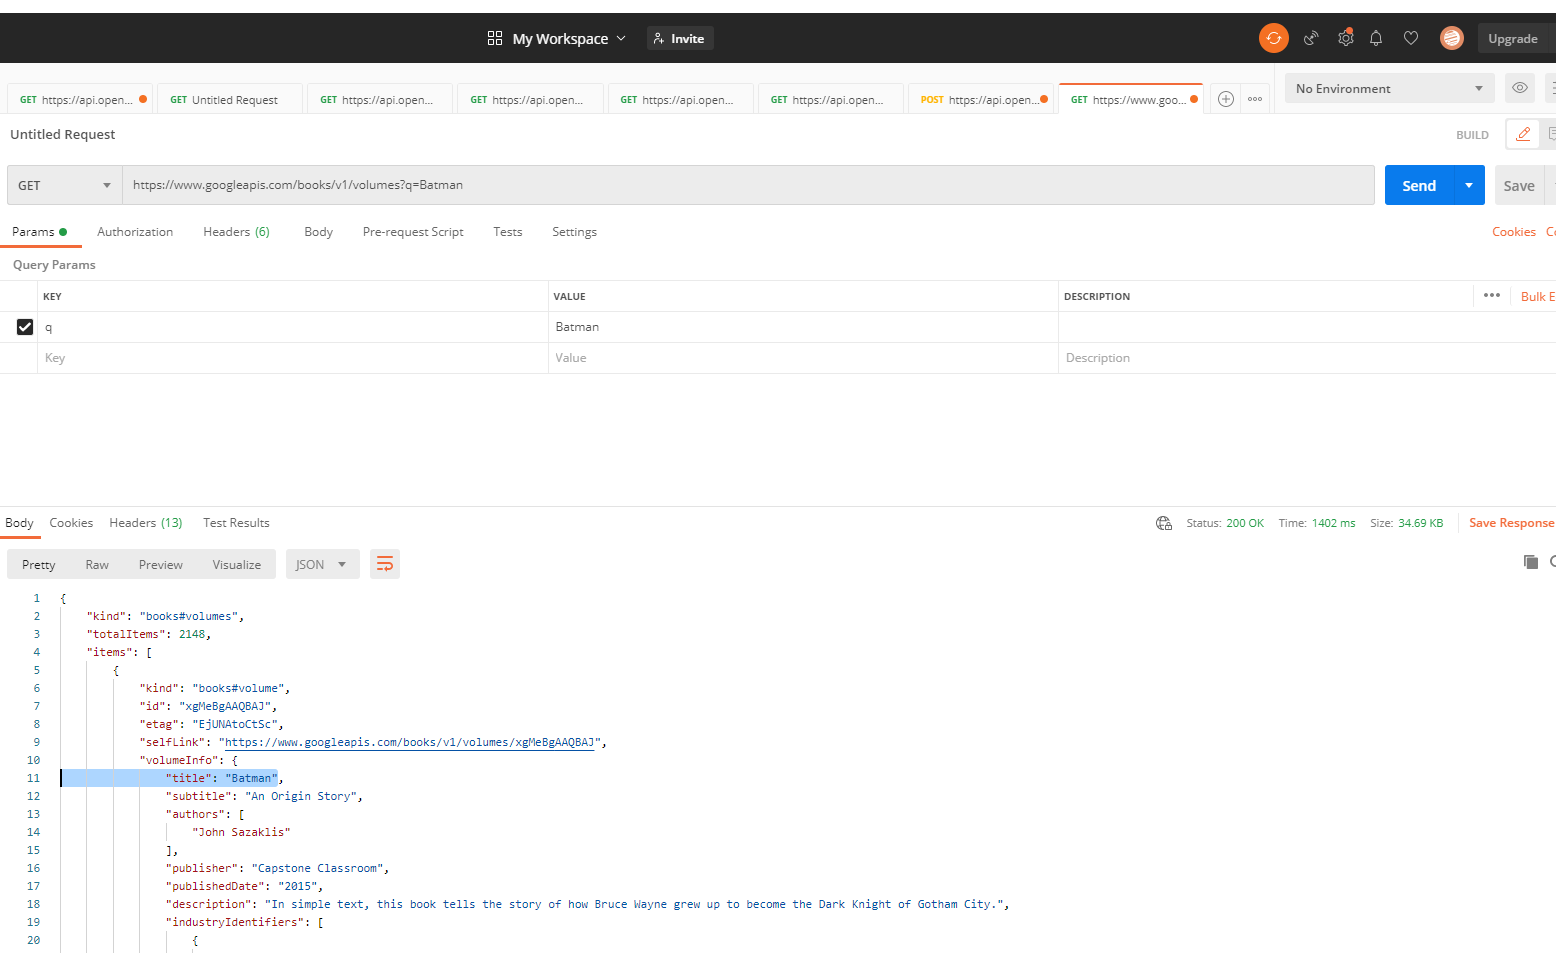 My Workspace Invite Upgrade
GET https://api.open... GET Untitled Request GET https://api.open... GET https://api.open... GET https://api.open... GET https://api.open... POST https://api.open... GET https://www.goo... No Environment
Untitled Request BUILD
GET https://www.googleapis.com/books/v1/volumes?q=Batman Send Save
Params Authorization Headers (6) Body Pre-request Script Tests Settings Cookies
Query Params
KEY VALUE DESCRIPTION ••• Bulk E
q Batman
Key Value Description
Body Cookies Headers (13) Test Results Status: 200 OK Time: 1402 ms Size: 34.69 KB Save Response
Pretty Raw Preview Visualize JSON
1 {
2 "kind": "books#volumes",
3 "totalItems": 2148,
4 "items": [
5 {
6 "kind": "books#volume",
7 "id": "xgMeBgAAQBAJ",
8 "etag": "EjUNAtoCtSc",
9 "selfLink": "https://www.googleapis.com/books/v1/volumes/xgMeBgAAQBAJ",
10 "volumeInfo": {
11 "title": "Batman",
12 "subtitle": "An Origin Story",
13 "authors": [
14 "John Sazaklis"
15 ],
16 "publisher": "Capstone Classroom",
17 "publishedDate": "2015",
18 "description": "In simple text, this book tells the story of how Bruce Wayne grew up to become the Dark Knight of Gotham City.",
19 "industryIdentifiers": [
20 {